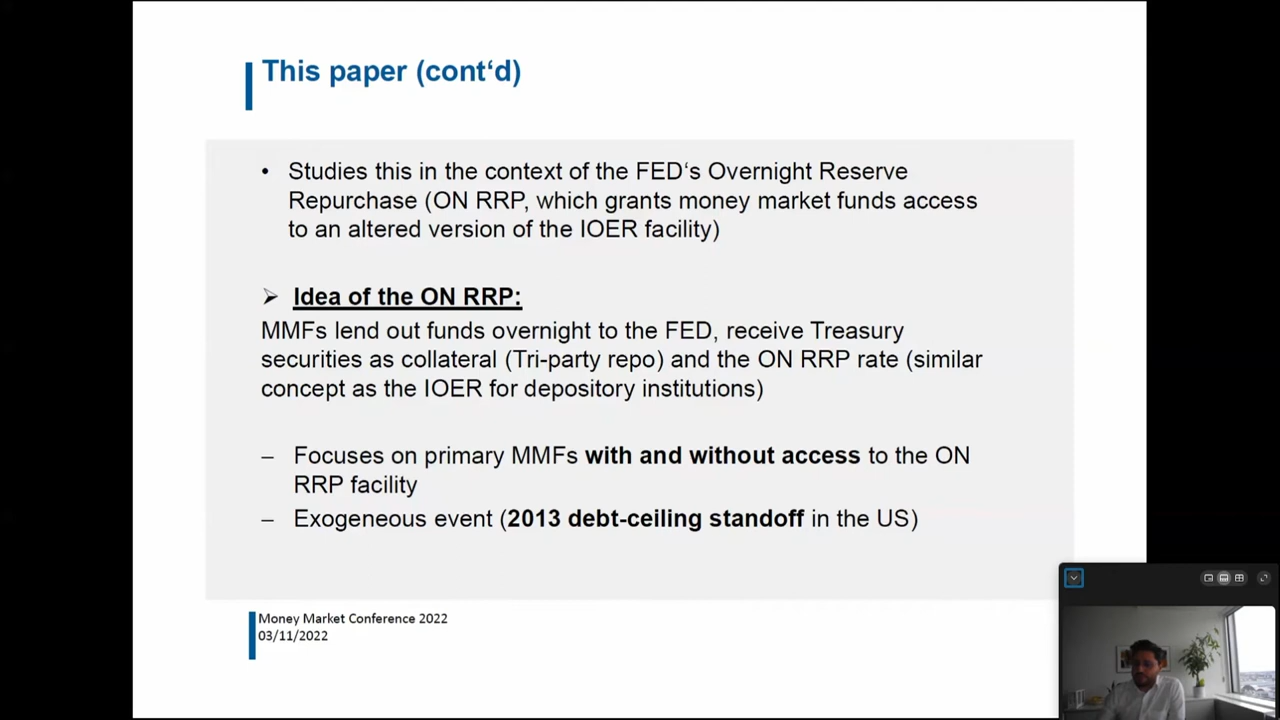 This paper (cont‘d)
• Studies this in the context of the FED‘s Overnight Reserve
Repurchase (ON RRP, which grants money market funds access
to an altered version of the IOER facility)
➢ Idea of the ON RRP:
MMFs lend out funds overnight to the FED, receive Treasury
securities as collateral (Tri-party repo) and the ON RRP rate (similar
concept as the IOER for depository institutions)
– Focuses on primary MMFs with and without access to the ON
RRP facility
– Exogeneous event (2013 debt-ceiling standoff in the US)
Money Market Conference 2022
03/11/2022